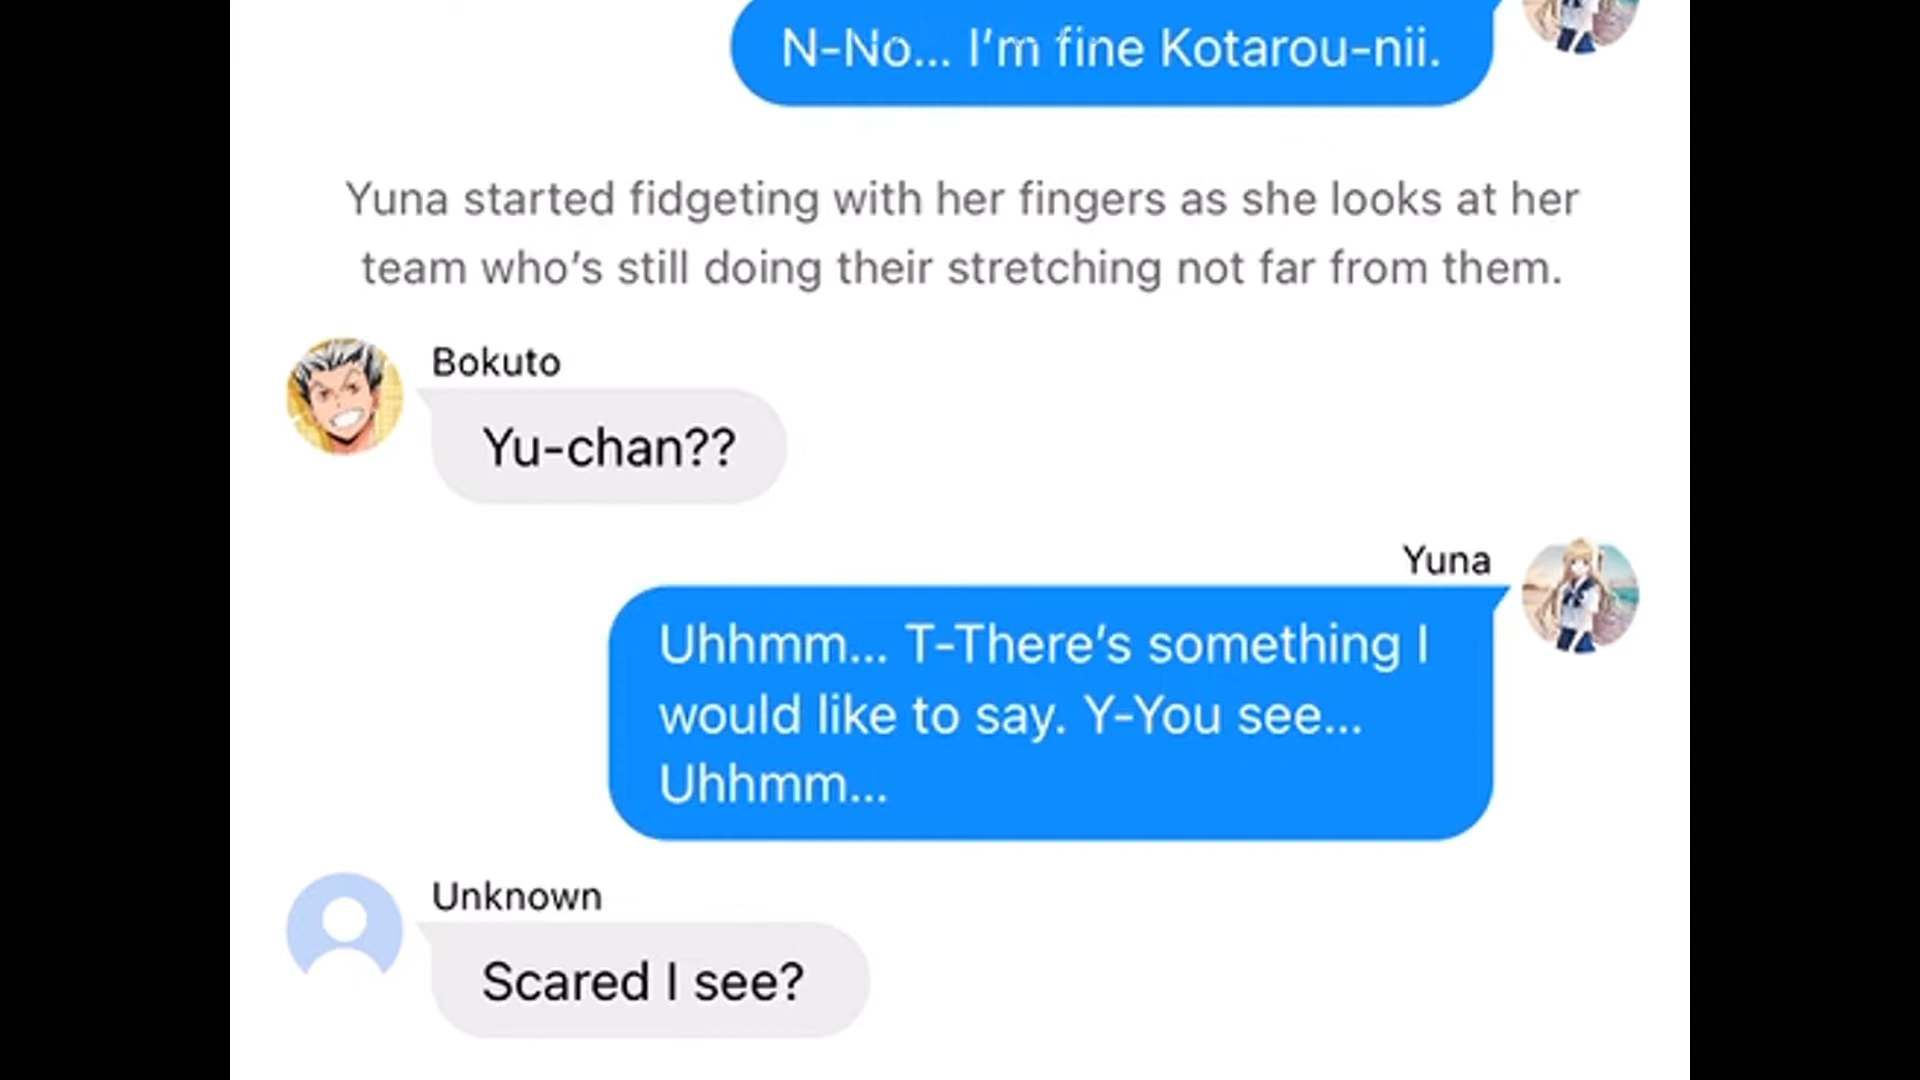 N-No... I'm fine Kotarou-nii.
Yuna started fidgeting with her fingers as she looks at her
team who's still doing their stretching not far from them.
Bokuto
Yu-chan??
Yuna
Uhhmm... T-There's something I
would like to say. Y-You see...
Uhhmm...
Unknown
Scared I see?